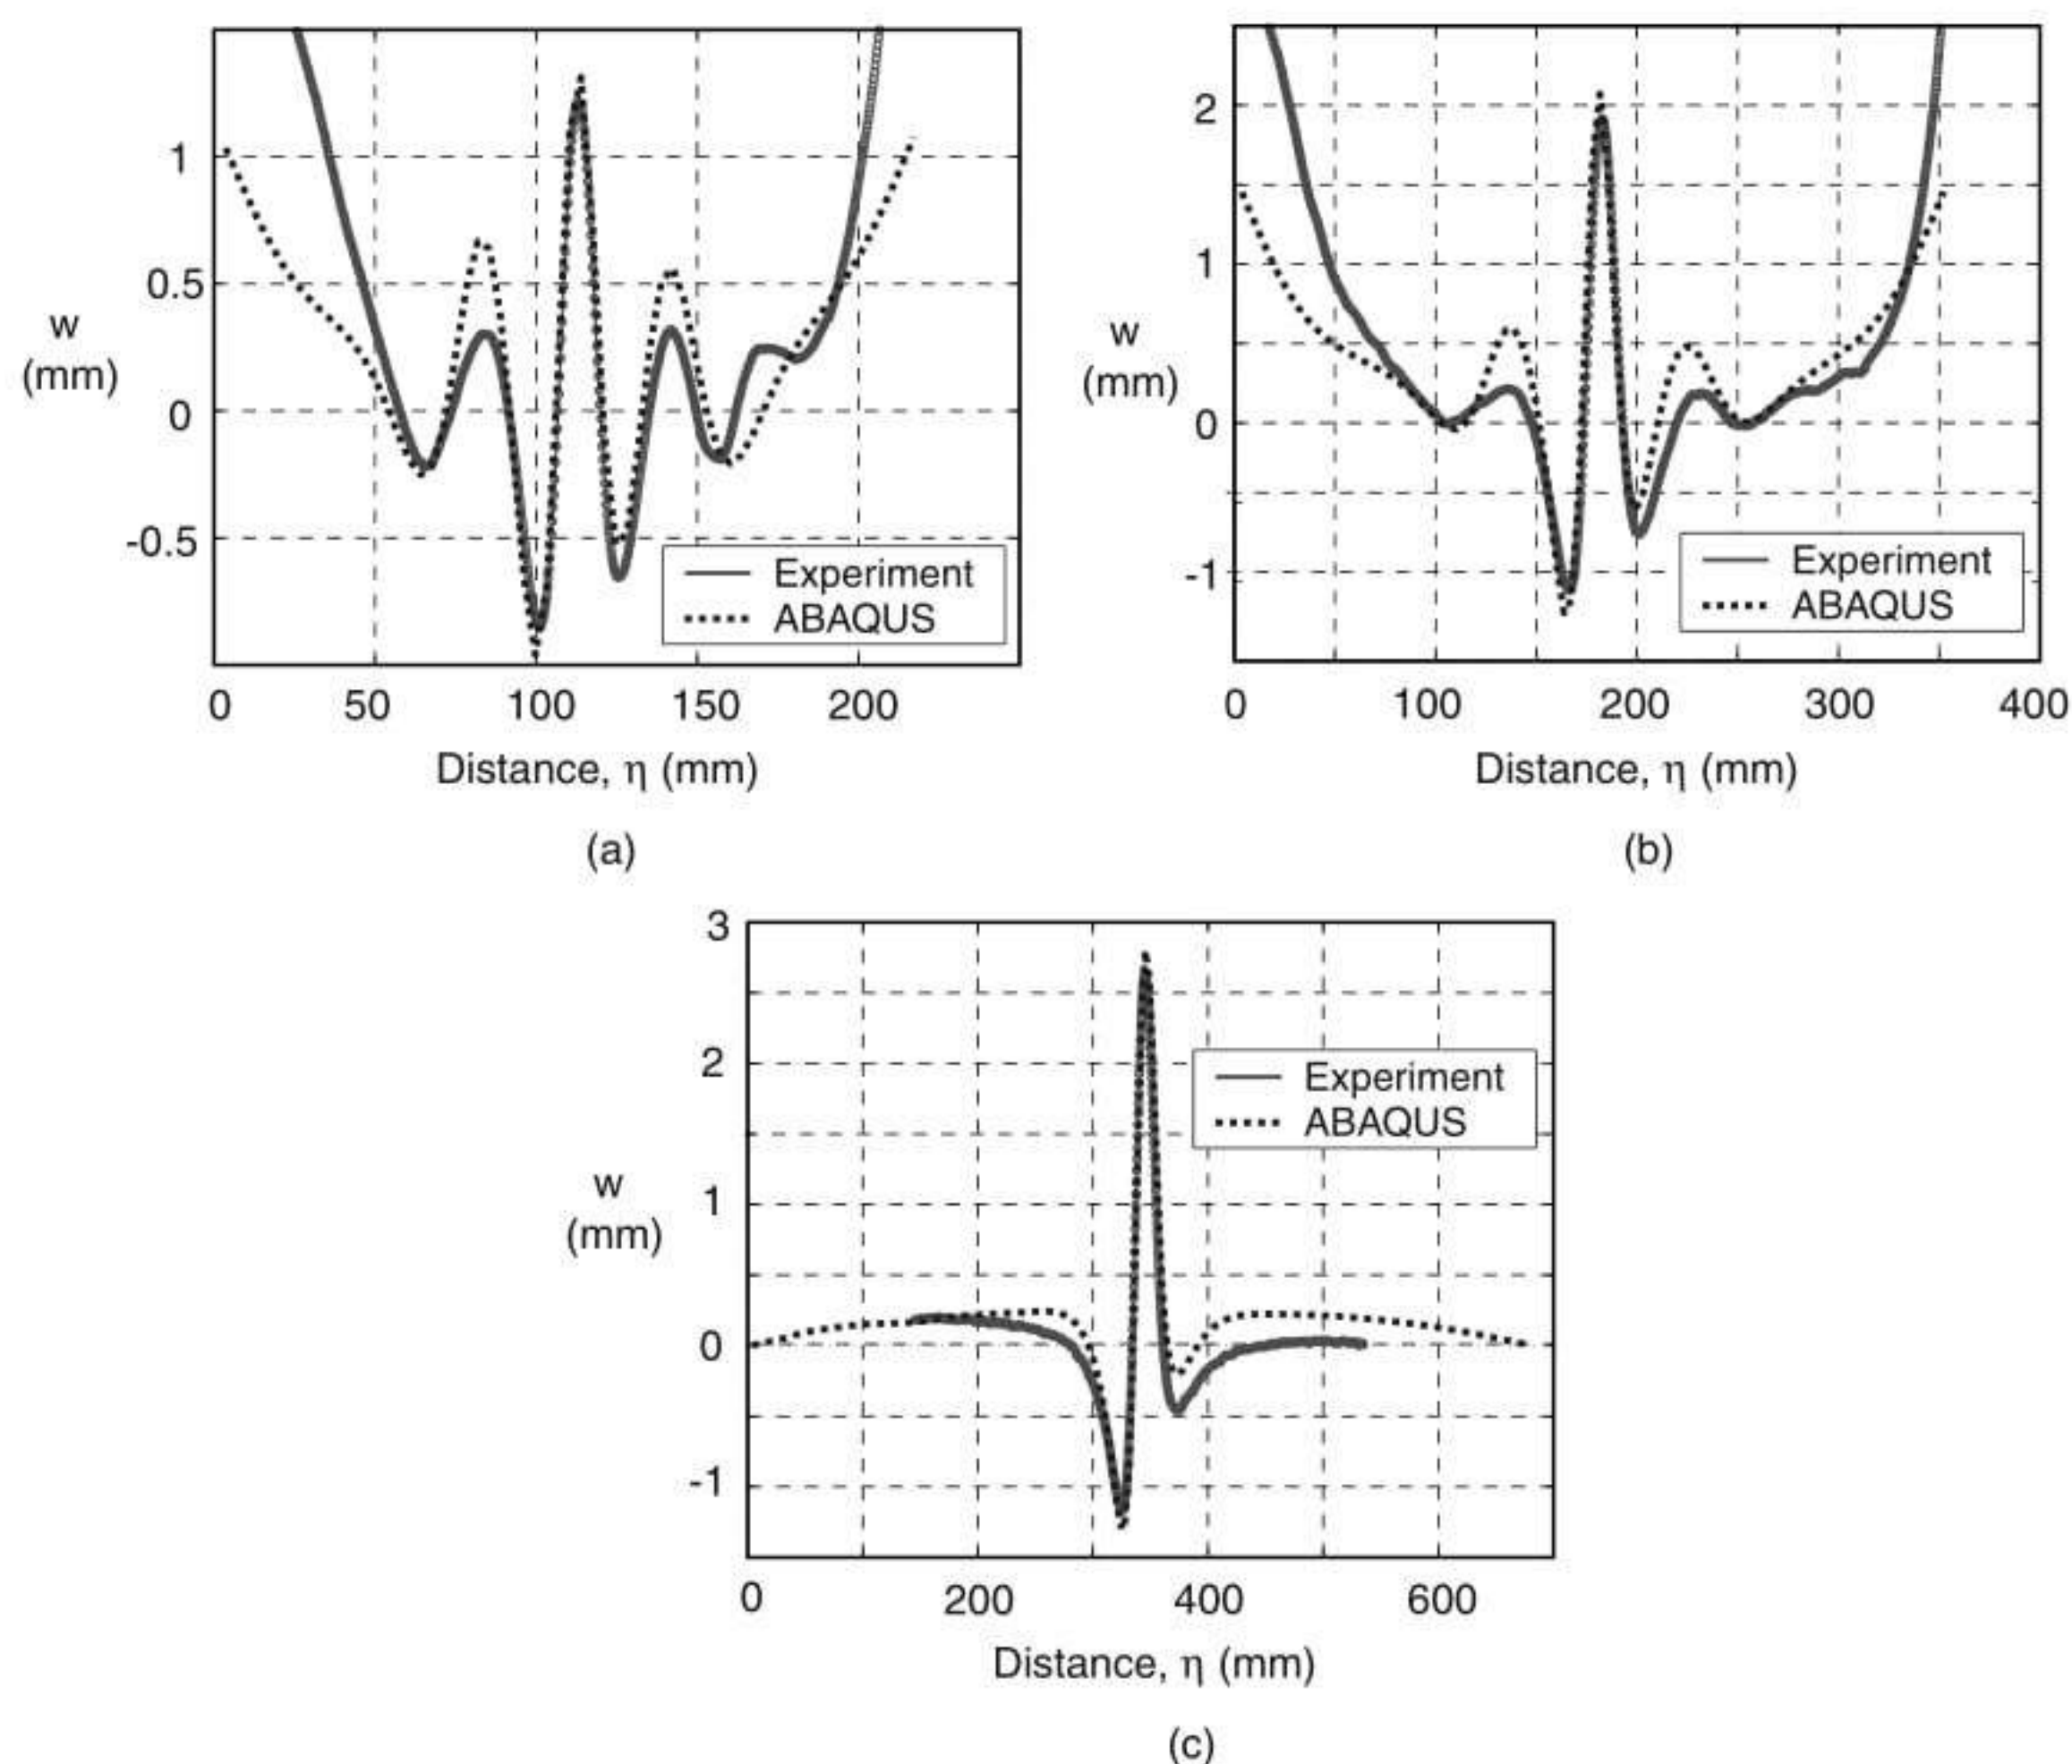 1
0.5
0
-0.5
w
(mm)
Experiment
ABAQUS
0 50 100 150 200
Distance, η (mm)
(a)
2
1
0
-1
w
(mm)
Experiment
ABAQUS
0 100 200 300 400
Distance, η (mm)
(b)
3
2
1
0
-1
w
(mm)
Experiment
ABAQUS
0 200 400 600
Distance, η (mm)
(c)